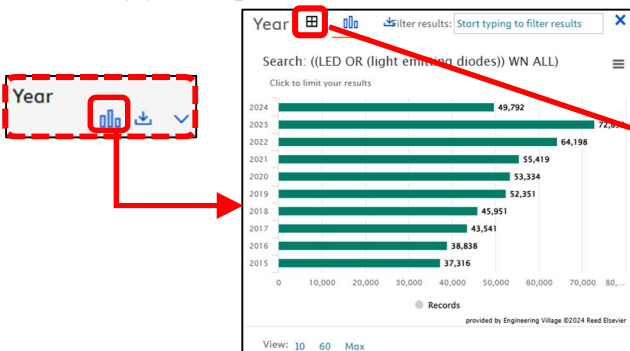 Year
Year
Filter results: Start typing to filter results
Search: ((LED OR (light emitting diodes)) WN ALL)
Click to limit your results
2024 49,792
2023
2022 64,198
2021 55,419
2020 53,334
2019 52,351
2018 45,951
2017 43,541
2016 38,838
2015 37,316
0 10,000 20,000 30,000 40,000 50,000 60,000 70,000 80,...
Records
provided by Engineering Village ©2024 Reed Elsevier
View: 10 60 Max